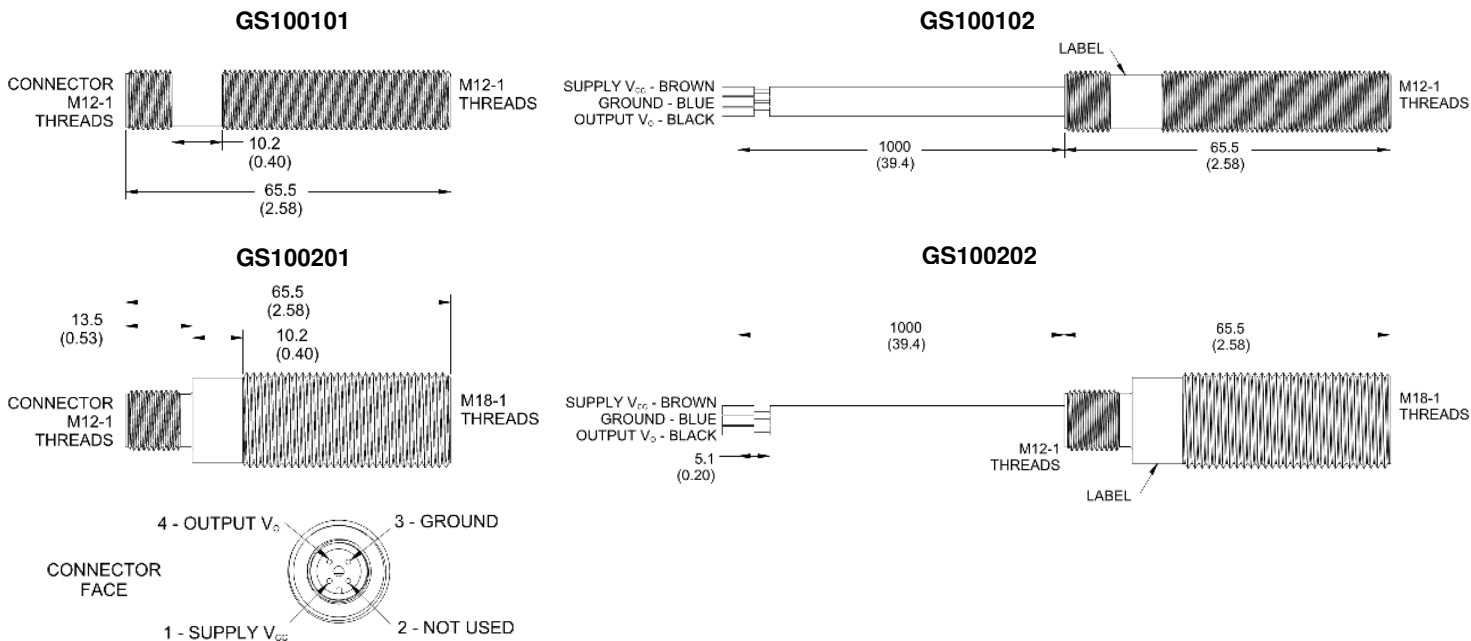 GS100101
CONNECTOR
M12-1
THREADS
M12-1
THREADS
10.2
(0.40)
65.5
(2.58)
GS100102
LABEL
SUPPLY Vcc - BROWN
GROUND - BLUE
OUTPUT Vo - BLACK
M12-1
THREADS
1000
(39.4)
65.5
(2.58)
GS100201
65.5
(2.58)
13.5
(0.53)
10.2
(0.40)
CONNECTOR
M12-1
THREADS
M18-1
THREADS
GS100202
1000
(39.4)
65.5
(2.58)
SUPPLY Vcc - BROWN
GROUND - BLUE
OUTPUT Vo - BLACK
M18-1
THREADS
5.1
(0.20)
M12-1
THREADS
LABEL
4 - OUTPUT Vo
3 - GROUND
CONNECTOR
FACE
1 - SUPPLY Vcc
2 - NOT USED